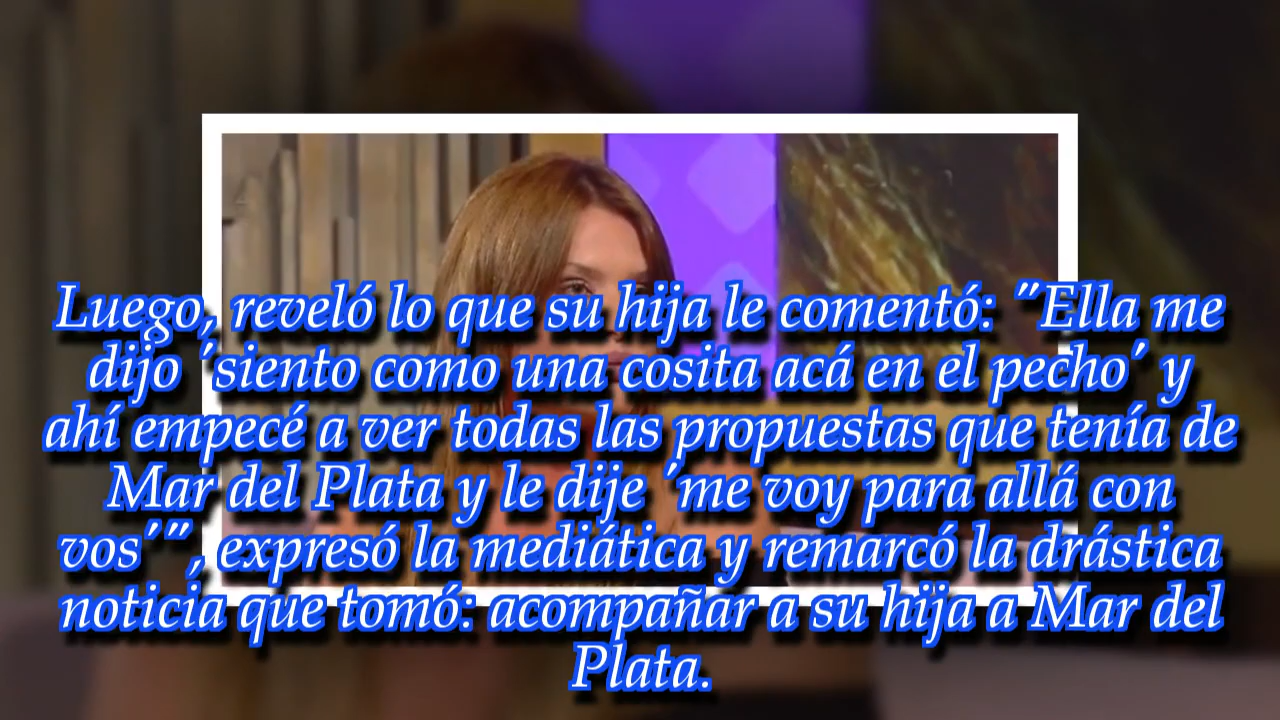 Luego, reveló lo que su hija le comentó: "Ella me
dijo ´siento como una cosita acá en el pecho´ y
ahí empecé a ver todas las propuestas que tenía de
Mar del Plata y le dije ´me voy para allá con
vos´", expresó la mediática y remarcó la drástica
noticia que tomó: acompañar a su hija a Mar del
Plata.